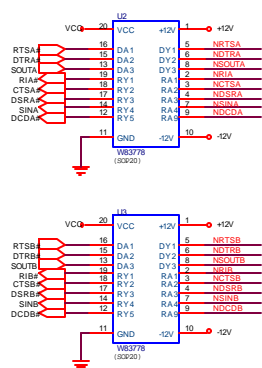 U2
VCC 20 VCC +12V 1 +12V
RTSA# 16 DA1 DY1 5 NRTSA
DTRA# 15 DA2 DY2 6 NDTRA
SOUTA 13 DA3 DY3 8 NSOUTA
RIA# 19 RY1 RA1 2 NRIA
CTSA# 18 RY2 RA2 3 NCTSA
DSRA# 17 RY3 RA3 4 NDSRA
SINA 14 RY4 RA4 7 NSINA
DCDA# 12 RY5 RA9 9 NDCDA
11 GND -12V 10 -12V
W83778
(SOP20)
U3
VCC 20 VCC +12V 1 +12V
RTSB# 16 DA1 DY1 5 NRTSB
DTRB# 15 DA2 DY2 6 NDTRB
SOUTB 13 DA3 DY3 8 NSOUTB
RIB# 19 RY1 RA1 2 NRIB
CTSB# 18 RY2 RA2 3 NCTSB
DSRB# 17 RY3 RA3 4 NDSRB
SINB 14 RY4 RA4 7 NSINB
DCDB# 12 RY5 RA9 9 NDCDB
11 GND -12V 10 -12V
W83778
(SOP20)